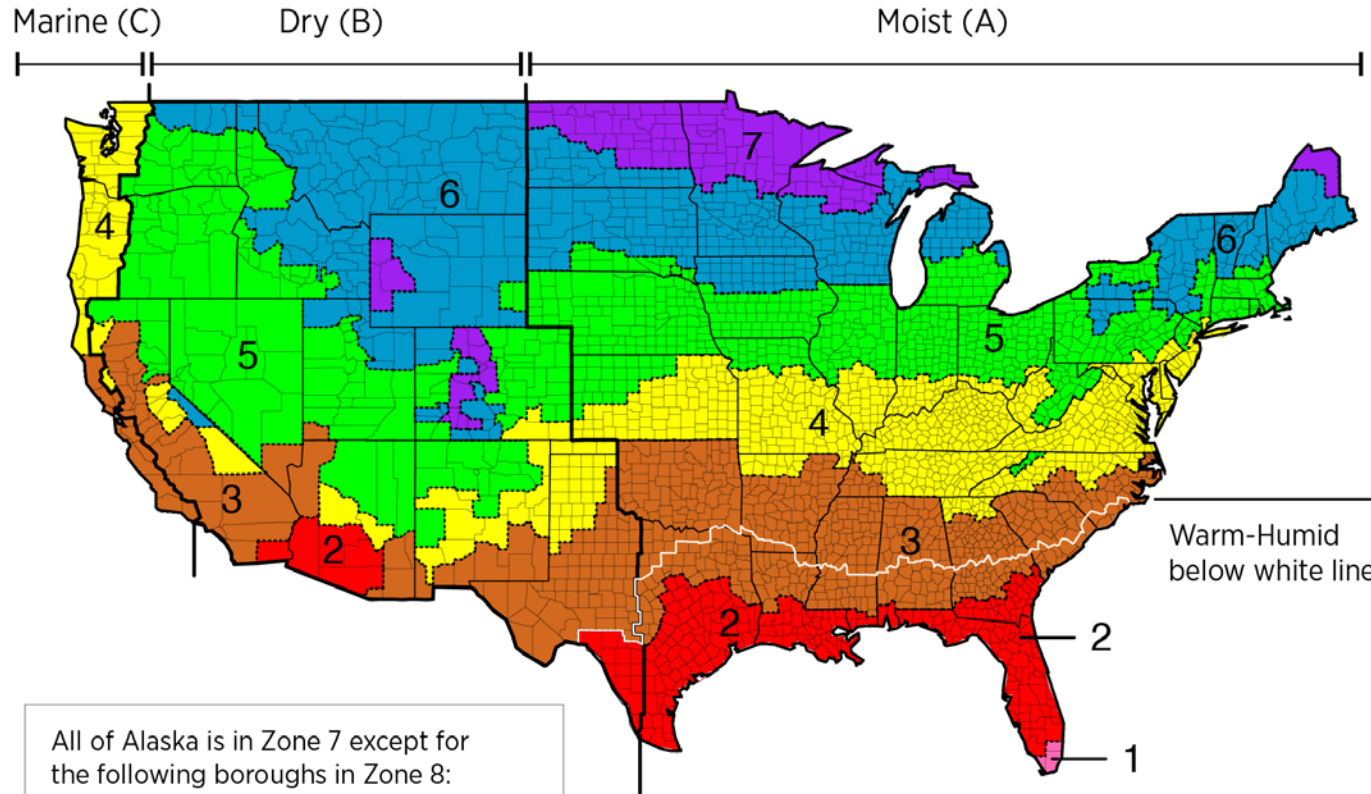 Marine (C)
Dry (B)
Moist (A)
7
6
4
6
5
5
4
3
3
2
2
Warm-Humid
below white line
2
1
All of Alaska is in Zone 7 except for
the following boroughs in Zone 8: